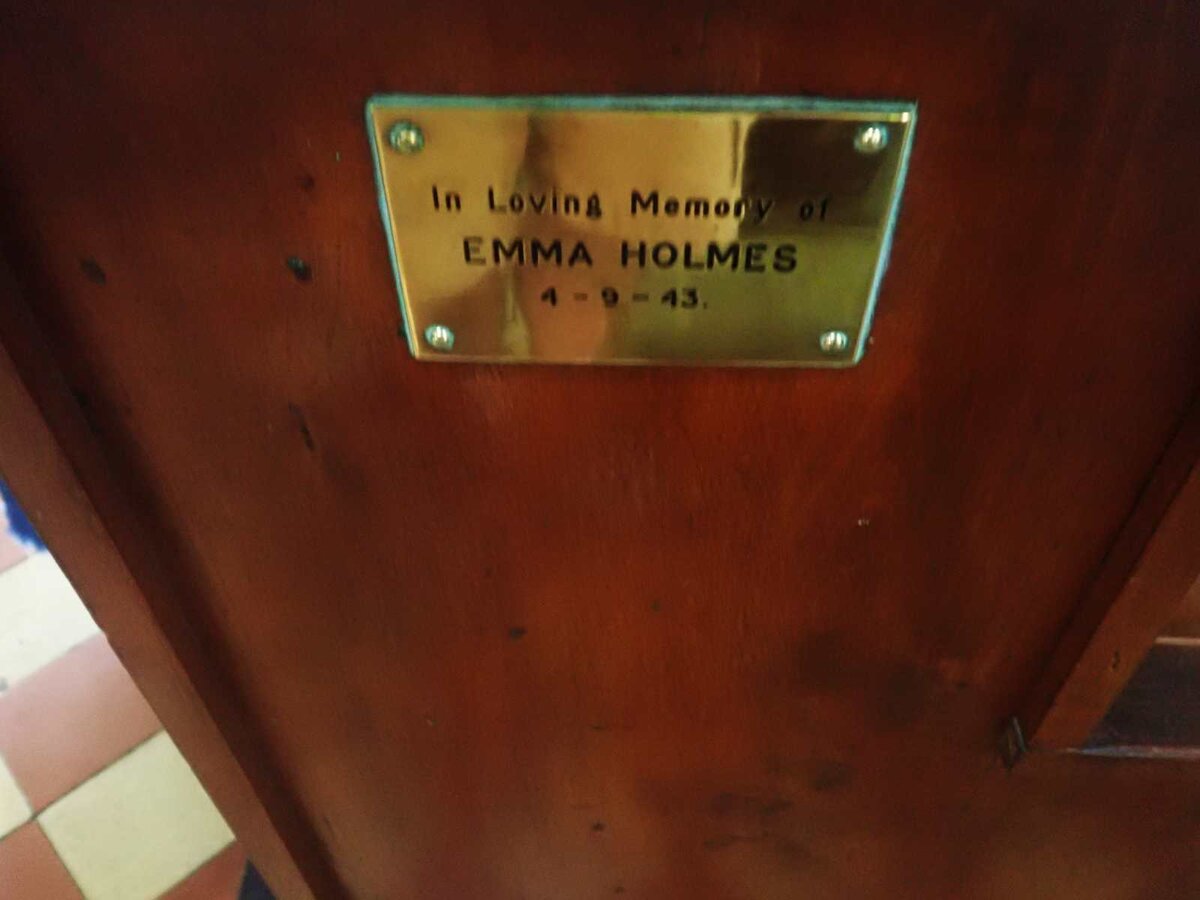 In Loving Memory of
EMMA HOLMES
4 - 9 - 43.